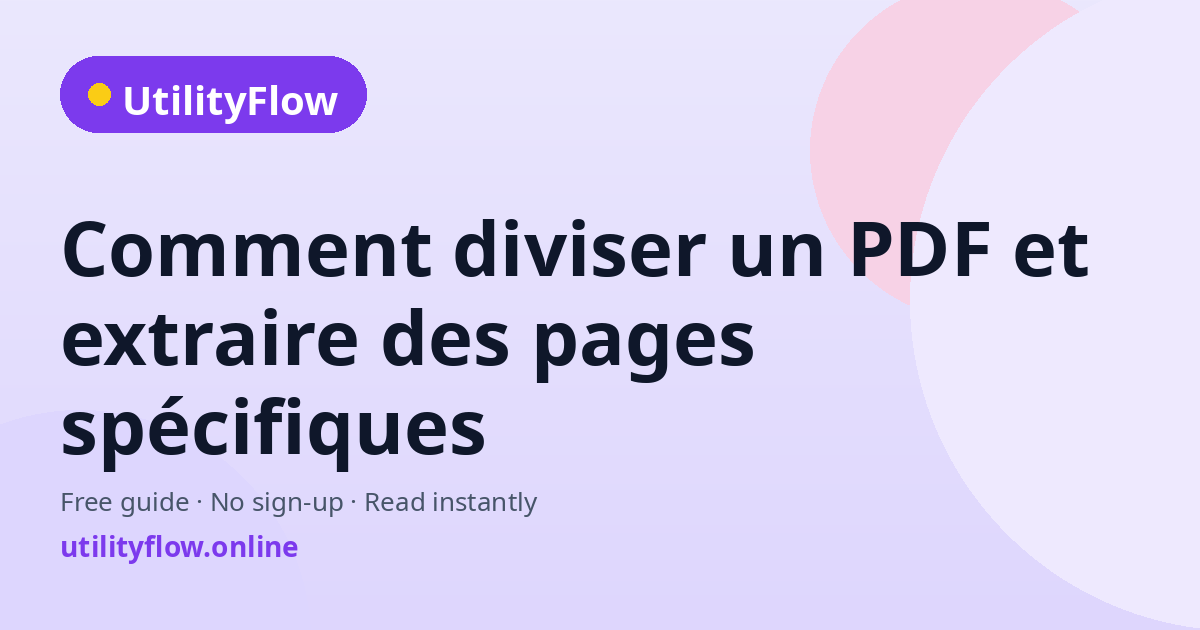 UtilityFlow
Comment diviser un PDF et
extraire des pages
spécifiques
Free guide · No sign-up · Read instantly
utilityflow.online